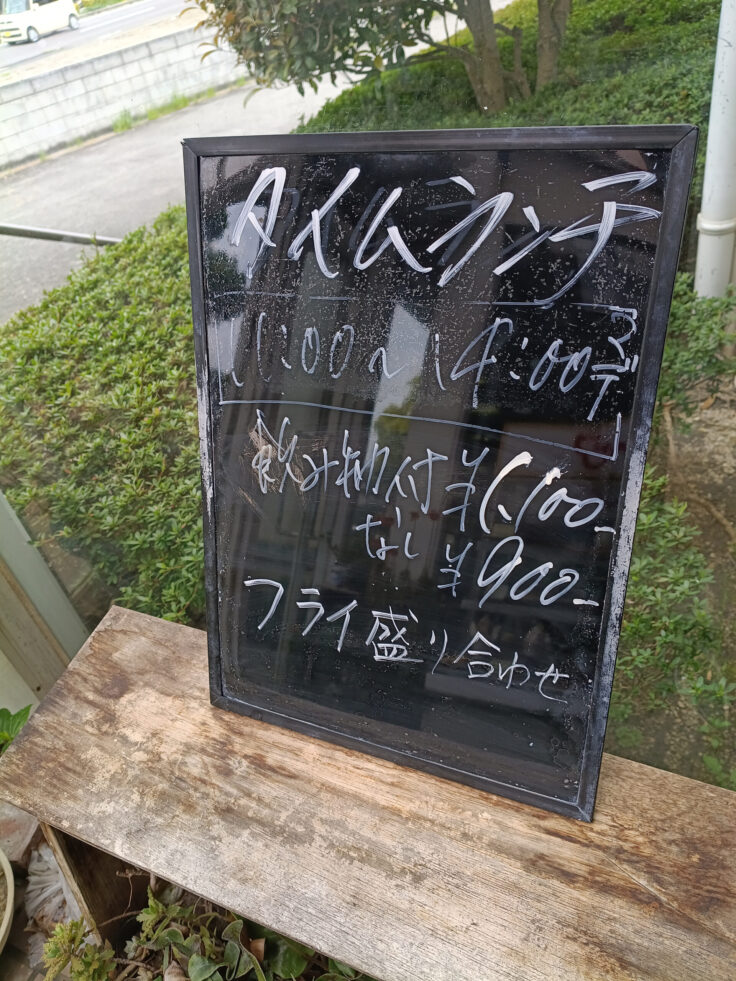 タイムランチ
11:00~14:00まで
飲み物付 ¥1,100-
なし ¥900-
フライ盛り合わせ